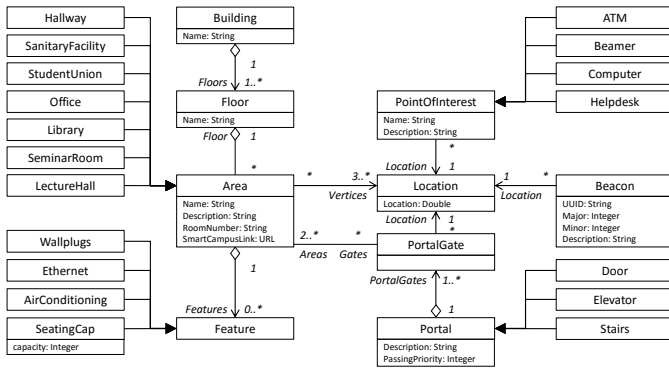 Hallway
SanitaryFacility
StudentUnion
Office
Library
SeminarRoom
LectureHall
Building
Name: String
1
Floors 1..*
Floor
Name: String
Floor 1
*
Area
Name: String
Description: String
RoomNumber: String
SmartCampusLink: URL
1
Features 0..*
Feature
Wallplugs
Ethernet
AirConditioning
SeatingCap
capacity: Integer
* 3..*
Vertices
2..* *
Areas Gates
PointOfInterest
Name: String
Description: String
*
Location 1
Location
Location: Double
Location 1
*
PortalGate
PortalGates 1..*
1
Portal
Description: String
PassingPriority: Integer
ATM
Beamer
Computer
Helpdesk
1 *
Location
Beacon
UUID: String
Major: Integer
Minor: Integer
Description: String
Door
Elevator
Stairs